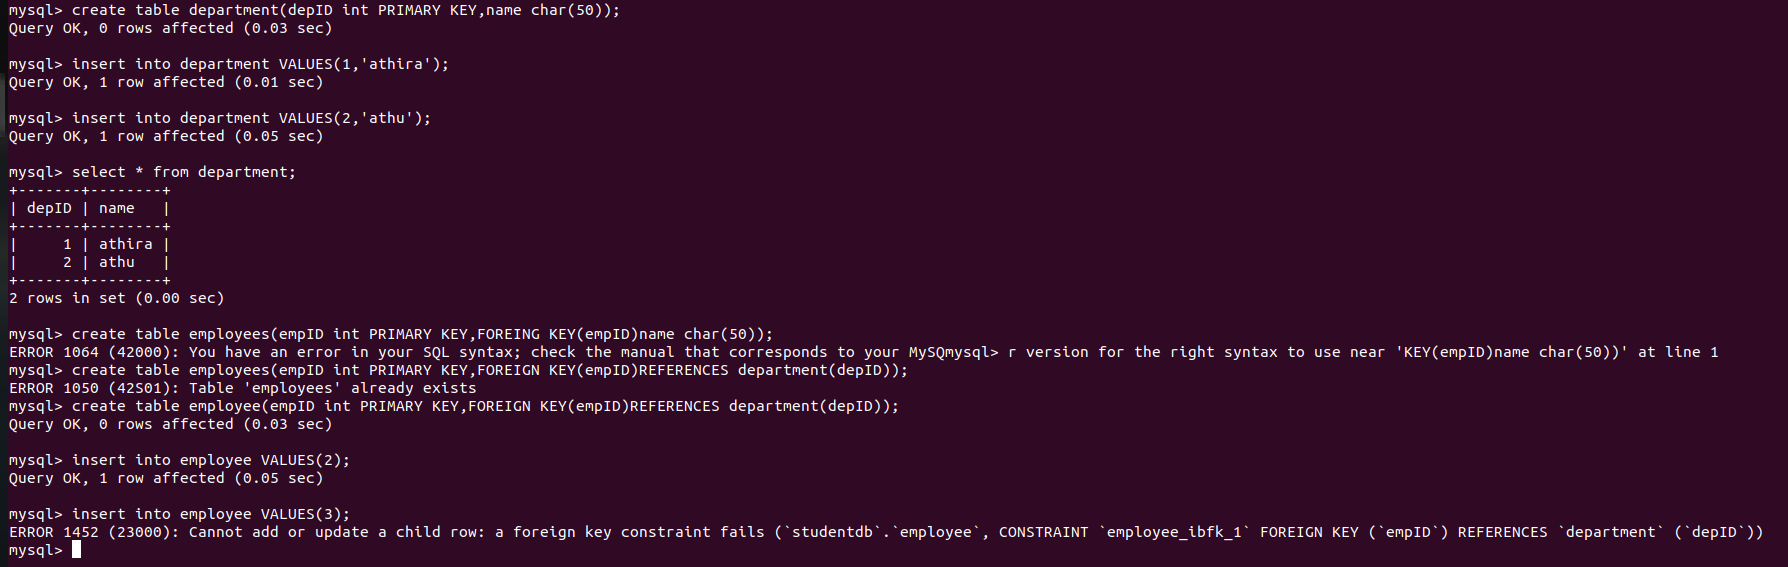 mysql> create table department(depID int PRIMARY KEY,name char(50));
Query OK, 0 rows affected (0.03 sec)
mysql> insert into department VALUES(1,'athira');
Query OK, 1 row affected (0.01 sec)
mysql> insert into department VALUES(2,'athu');
Query OK, 1 row affected (0.05 sec)
mysql> select * from department;
+-------+--------+
| depID | name   |
+-------+--------+
|     1 | athira |
|     2 | athu   |
+-------+--------+
2 rows in set (0.00 sec)
mysql> create table employees(empID int PRIMARY KEY,FOREING KEY(empID)name char(50));
ERROR 1064 (42000): You have an error in your SQL syntax; check the manual that corresponds to your MySQmysql> r version for the right syntax to use near 'KEY(empID)name char(50))' at line 1
mysql> create table employees(empID int PRIMARY KEY,FOREIGN KEY(empID)REFERENCES department(depID));
ERROR 1050 (42S01): Table 'employees' already exists
mysql> create table employee(empID int PRIMARY KEY,FOREIGN KEY(empID)REFERENCES department(depID));
Query OK, 0 rows affected (0.03 sec)
mysql> insert into employee VALUES(2);
Query OK, 1 row affected (0.05 sec)
mysql> insert into employee VALUES(3);
ERROR 1452 (23000): Cannot add or update a child row: a foreign key constraint fails (`studentdb`.`employee`, CONSTRAINT `employee_ibfk_1` FOREIGN KEY (`empID`) REFERENCES `department` (`depID`))
mysql>